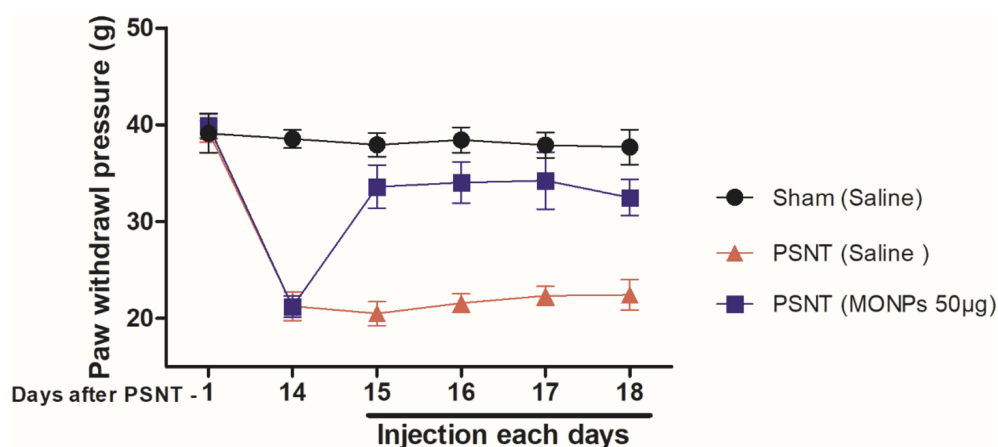 Paw withdrawl pressure (g)
50
40
30
20
Days after PSNT -1 14 15 16 17 18
Injection each days
Sham (Saline)
PSNT (Saline )
PSNT (MONPs 50µg)